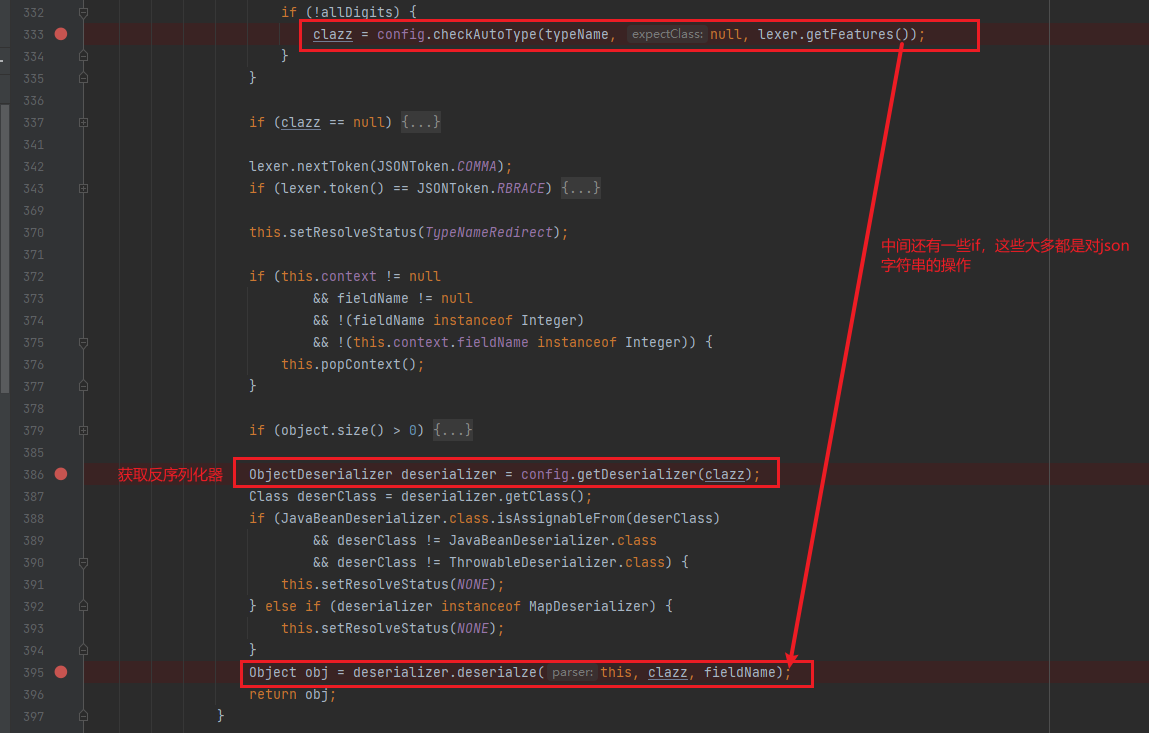 332 if (!allDigits) {
333 clazz = config.checkAutoType(typeName, expectClass: null, lexer.getFeatures());
334 }
335 }
336
337 if (clazz == null) {...}
341
342 lexer.nextToken(JSONToken.COMMA);
343 if (lexer.token() == JSONToken.RBRACE) {...}
369
370 this.setResolveStatus(TypeNameRedirect);
371
372 if (this.context != null
373 && fieldName != null
374 && !(fieldName instanceof Integer)
375 && !(this.context.fieldName instanceof Integer)) {
376 this.popContext();
377 }
378
379 if (object.size() > 0) {...}
385
386 获取反序列化器 ObjectDeserializer deserializer = config.getDeserializer(clazz);
387 Class deserClass = deserializer.getClass();
388 if (JavaBeanDeserializer.class.isAssignableFrom(deserClass)
389 && deserClass != JavaBeanDeserializer.class
390 && deserClass != ThrowableDeserializer.class) {
391 this.setResolveStatus(NONE);
392 } else if (deserializer instanceof MapDeserializer) {
393 this.setResolveStatus(NONE);
394 }
395 Object obj = deserializer.deserialze( parser: this, clazz, fieldName);
396 return obj;
397 }
中间还有一些if，这些大多都是对json
字符串的操作